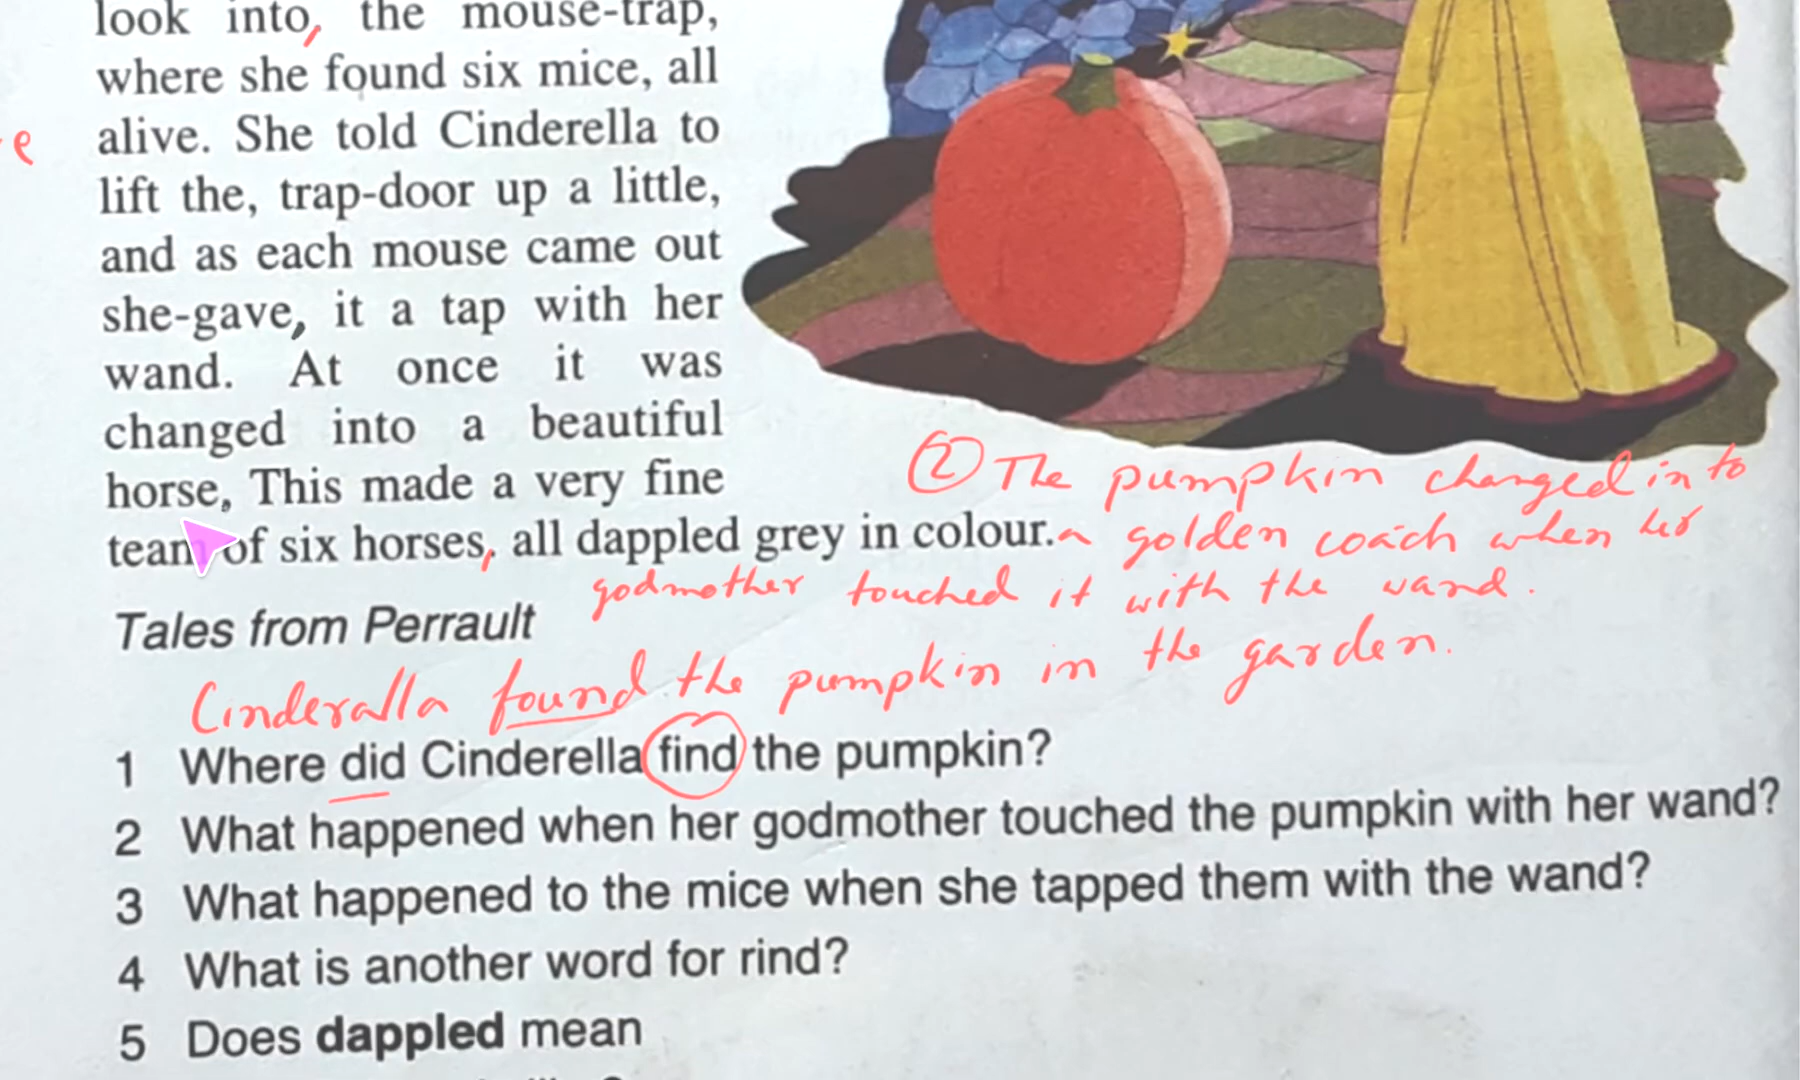 look into, the mouse-trap,
where she found six mice, all
e
alive. She told Cinderella to
lift the, trap-door up a little,
and as each mouse came out
she-gave, it a tap with her
wand. At once it was
changed into a beautiful
horse, This made a very fine
team of six horses, all dappled grey in colour.
② The pumpkin changed in to
a golden coach when her
godmother touched it with the wand.
Tales from Perrault
Cinderalla found the pumpkin in the garden.
1 Where did Cinderella find the pumpkin?
2 What happened when her godmother touched the pumpkin with her wand?
3 What happened to the mice when she tapped them with the wand?
4 What is another word for rind?
5 Does dappled mean